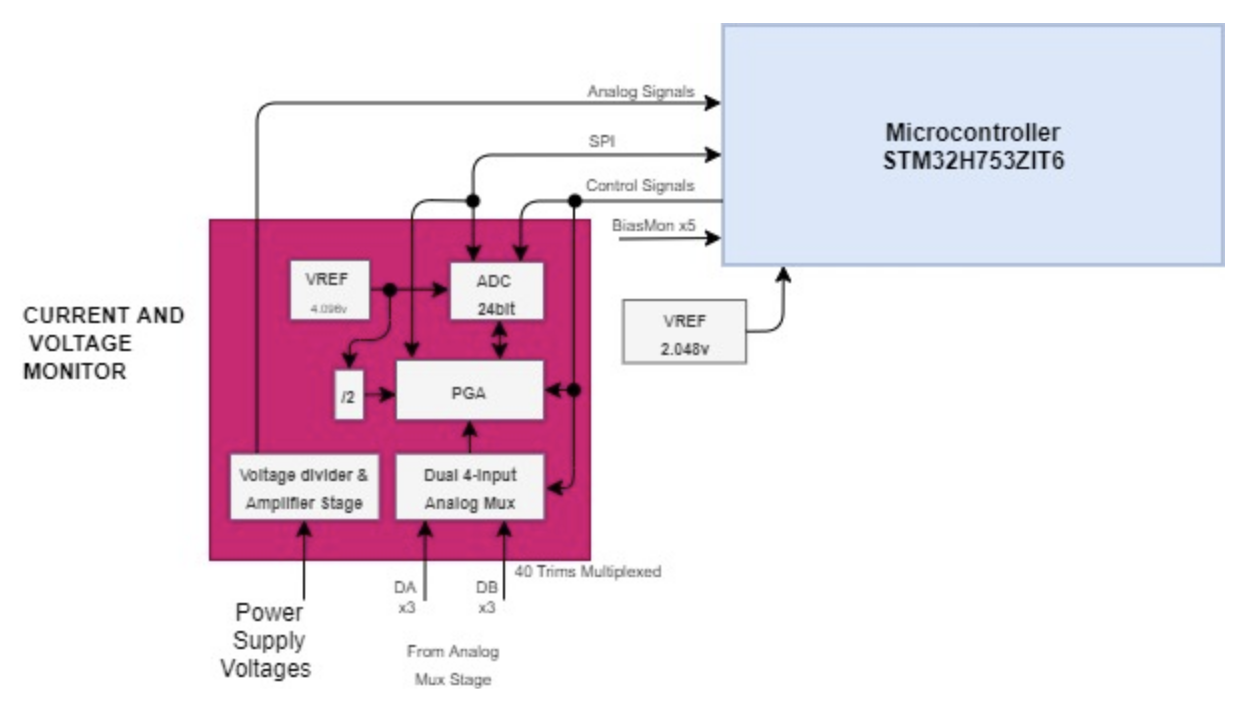 Analog Signals
Microcontroller
STM32H753ZIT6
SPI
Control Signals
BiasMon x5
VREF
4.096v
ADC
24bit
VREF
2.048v
CURRENT AND
VOLTAGE
MONITOR
/2
PGA
Voltage divider &
Amplifier Stage
Dual 4-input
Analog Mux
40 Trims Multiplexed
DA
x3
DB
x3
Power
Supply
Voltages
From Analog
Mux Stage